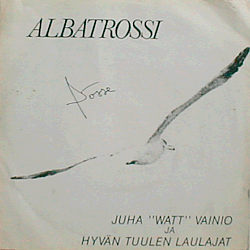 ALBATROSSI
JUHA "WATT" VAINIO
JA
HYVÄN TUULEN LAULAJAT